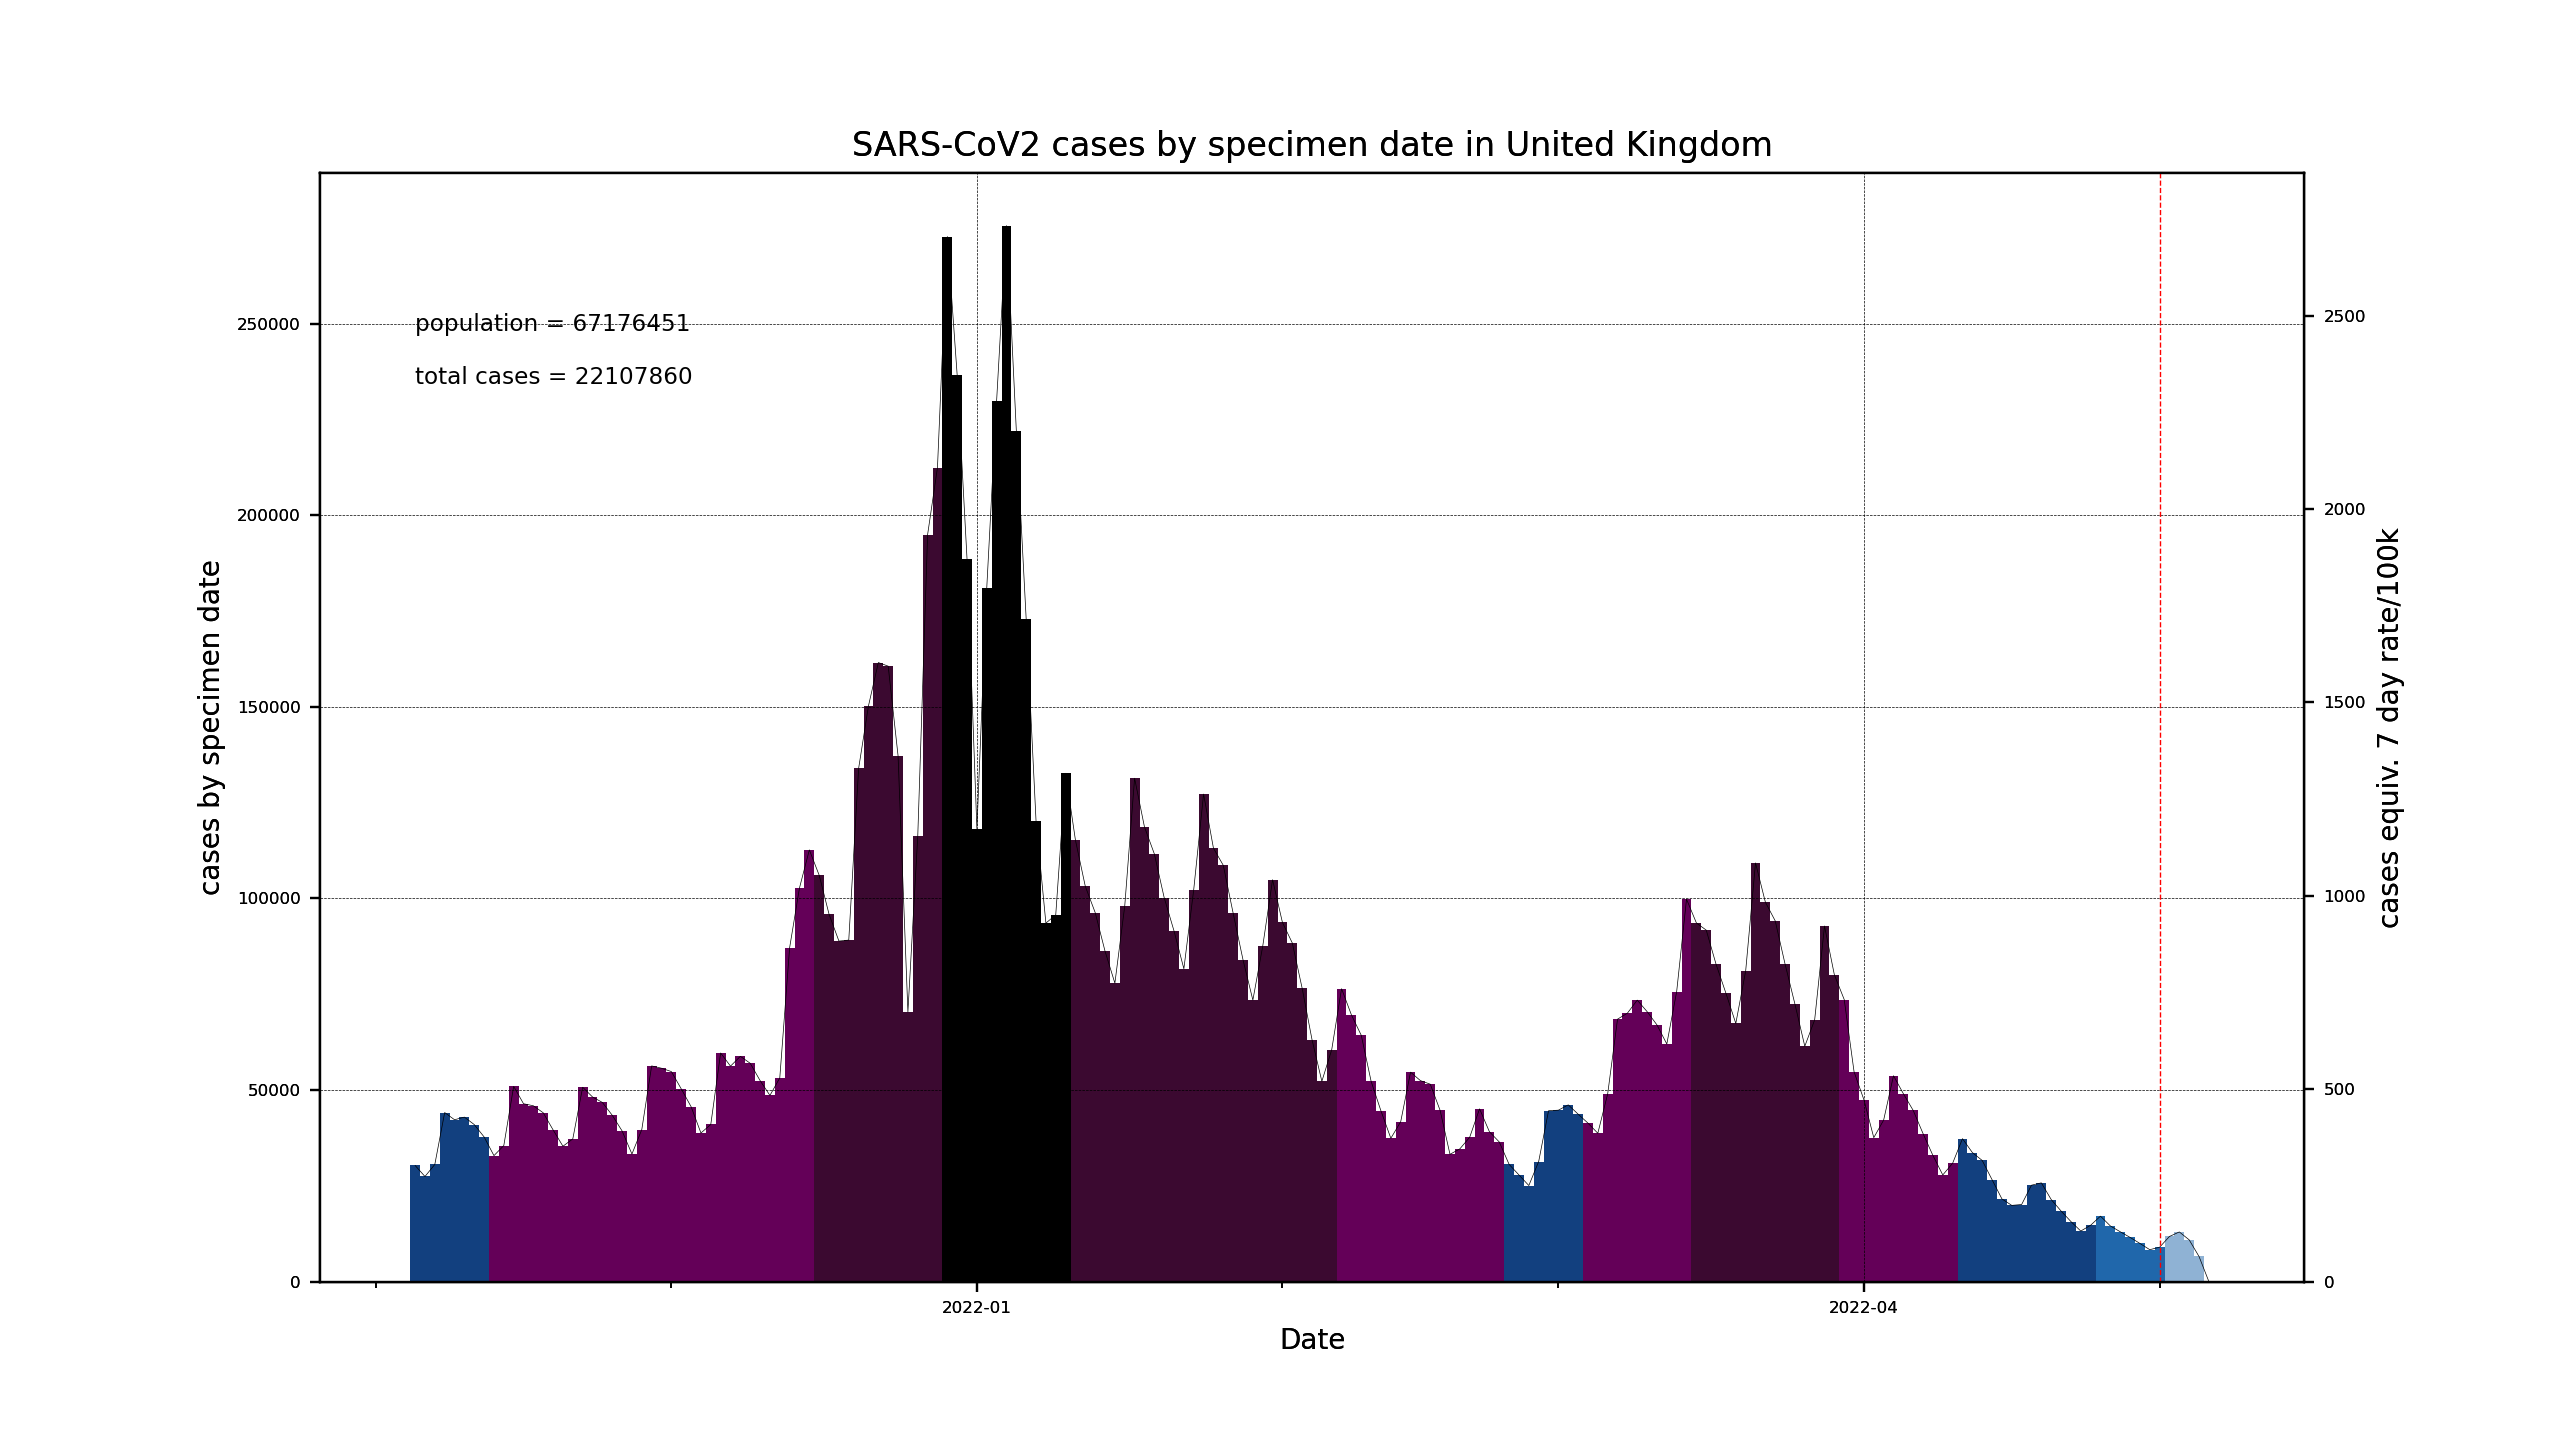 SARS-CoV2 cases by specimen date in United Kingdom
population = 67176451
total cases = 22107860
cases by specimen date
250000
200000
150000
100000
50000
0
2500
2000
1500
1000
500
0
cases equiv. 7 day rate/100k
2022-01
2022-04
Date